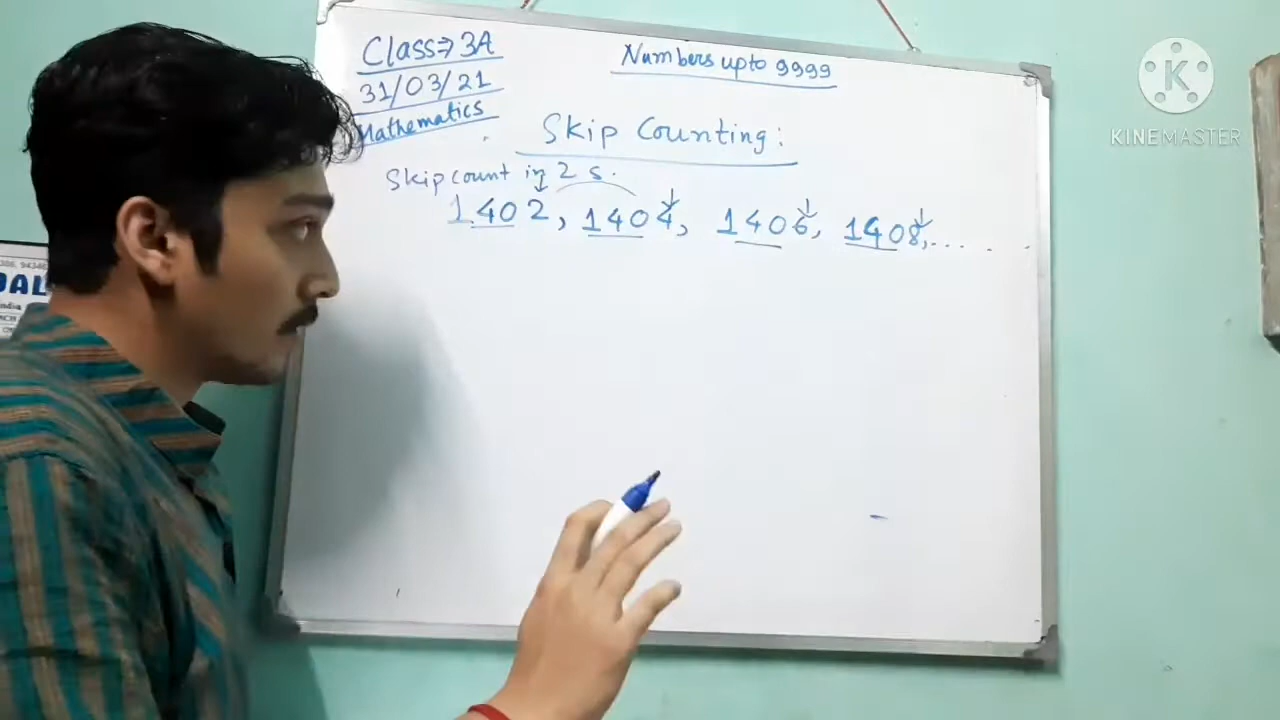 Class⇒ 3A
31/03/21
Mathematics
Numbers upto 9999
Skip Counting:
Skip count in 2 s.
1402, 1404, 1406, 1408,.....
KINEMASTER